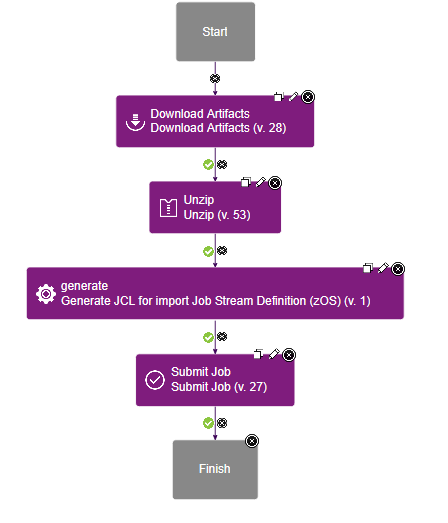 Start
Download Artifacts
Download Artifacts (v. 28)
Unzip
Unzip (v. 53)
generate
Generate JCL for import Job Stream Definition (zOS) (v. 1)
Submit Job
Submit Job (v. 27)
Finish